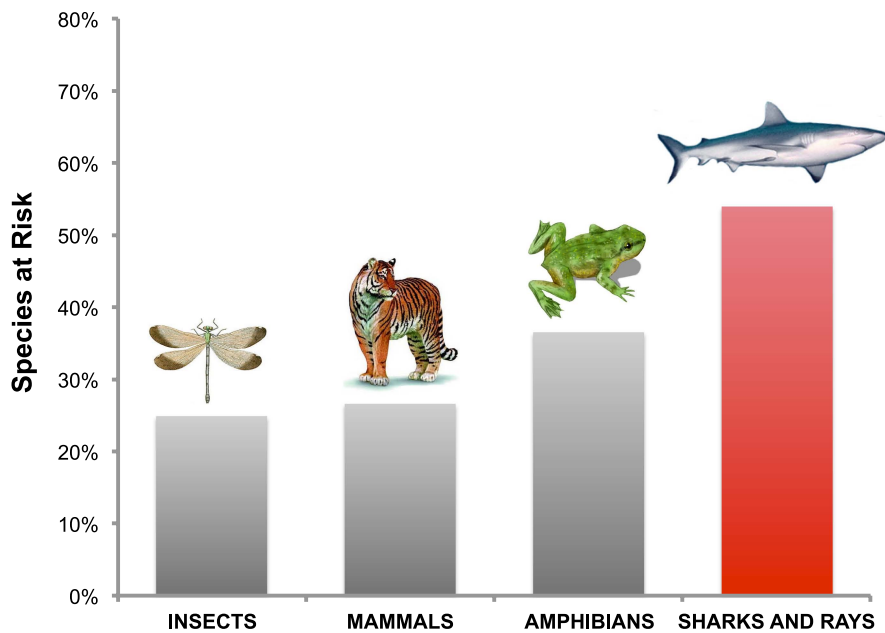 80%
70%
60%
50%
40%
30%
20%
10%
0%
Species at Risk
INSECTS
MAMMALS
AMPHIBIANS
SHARKS AND RAYS